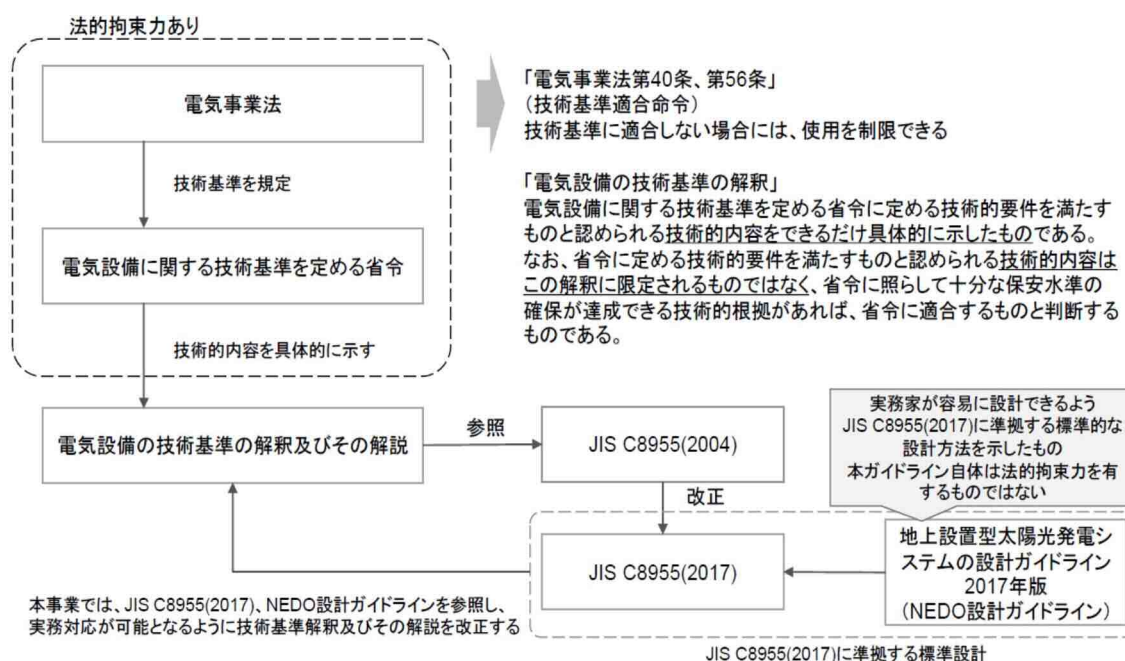 法的拘束力あり
電気事業法
「電気事業法第40条、第56条」
（技術基準適合命令）
技術基準に適合しない場合には、使用を制限できる
技術基準を規定
「電気設備の技術基準の解釈」
電気設備に関する技術基準を定める省令に定める技術的要件を満たす
ものと認められる技術的内容をできるだけ具体的に示したものである。
なお、省令に定める技術的要件を満たすものと認められる技術的内容は
この解釈に限定されるものではなく、省令に照らして十分な保安水準の
確保が達成できる技術的根拠があれば、省令に適合するものと判断する
ものである。
電気設備に関する技術基準を定める省令
技術的内容を具体的に示す
電気設備の技術基準の解釈及びその解説
参照
JIS C8955(2004)
改正
実務家が容易に設計できるよう
JIS C8955(2017)に準拠する標準的な
設計方法を示したもの
本ガイドライン自体は法的拘束力を有
するものではない
JIS C8955(2017)
地上設置型太陽光発電シ
ステムの設計ガイドライン
2017年版
（NEDO設計ガイドライン）
本事業では、JIS C8955(2017)、NEDO設計ガイドラインを参照し、
実務対応が可能となるように技術基準解釈及びその解説を改正する
JIS C8955(2017)に準拠する標準設計